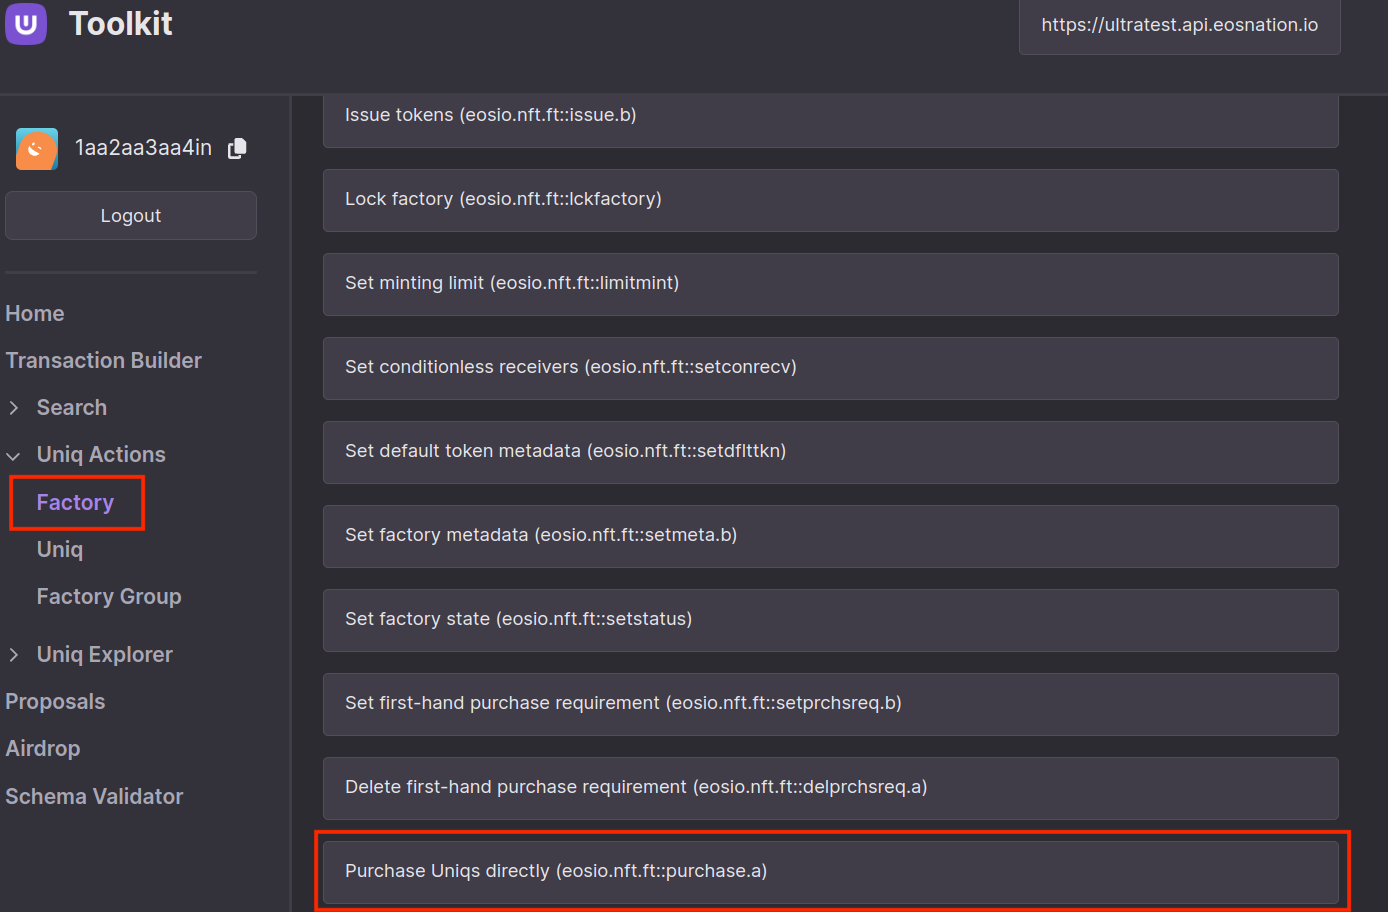 Toolkit
https://ultratest.api.eosnation.io
1aa2aa3aa4in
Logout
Home
Transaction Builder
Search
Uniq Actions
Factory
Uniq
Factory Group
Uniq Explorer
Proposals
Airdrop
Schema Validator
Issue tokens (eosio.nft.ft::issue.b)
Lock factory (eosio.nft.ft::lckfactory)
Set minting limit (eosio.nft.ft::limitmint)
Set conditionless receivers (eosio.nft.ft::setconrecv)
Set default token metadata (eosio.nft.ft::setdflttkn)
Set factory metadata (eosio.nft.ft::setmeta.b)
Set factory state (eosio.nft.ft::setstatus)
Set first-hand purchase requirement (eosio.nft.ft::setprchsreq.b)
Delete first-hand purchase requirement (eosio.nft.ft::delprchsreq.a)
Purchase Uniqs directly (eosio.nft.ft::purchase.a)